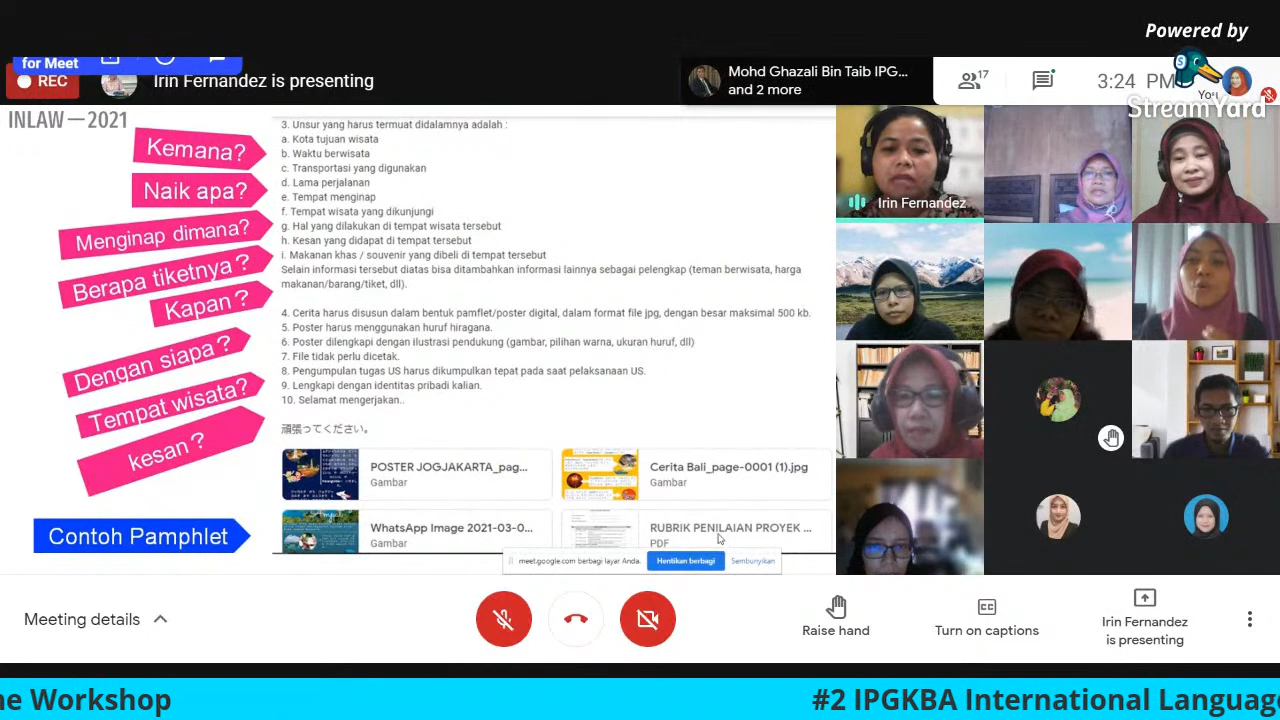 Powered by
for Meet
REC
Irin Fernandez is presenting
Mohd Ghazali Bin Taib IPG...
and 2 more
17
3:24 PM
You
StreamYard
INLAW—2021
Kemana?
Naik apa?
Menginap dimana?
Berapa tiketnya?
Kapan?
Dengan siapa?
Tempat wisata?
kesan?
Contoh Pamphlet
3. Unsur yang harus termuat didalamnya adalah :
a. Kota tujuan wisata
b. Waktu berwisata
c. Transportasi yang digunakan
d. Lama perjalanan
e. Tempat menginap
f. Tempat wisata yang dikunjungi
g. Hal yang dilakukan di tempat wisata tersebut
h. Kesan yang didapat di tempat tersebut
i. Makanan khas / souvenir yang dibeli di tempat tersebut
Selain informasi tersebut diatas bisa ditambahkan informasi lainnya sebagai pelengkap (teman berwisata, harga
makanan/barang/tiket, dll).
4. Cerita harus disusun dalam bentuk pamflet/poster digital, dalam format file jpg, dengan besar maksimal 500 kb.
5. Poster harus menggunakan huruf hiragana.
6. Poster dilengkapi dengan ilustrasi pendukung (gambar, pilihan warna, ukuran huruf, dll)
7. File tidak perlu dicetak.
8. Pengumpulan tugas US harus dikumpulkan tepat pada saat pelaksanaan US.
9. Lengkapi dengan identitas pribadi kalian.
10. Selamat mengerjakan..
頑張ってください。
POSTER JOGJAKARTA_pag...
Gambar
Cerita Bali_page-0001 (1).jpg
Gambar
WhatsApp Image 2021-03-0...
Gambar
RUBRIK PENILAIAN PROYEK ...
PDF
meet.google.com berbagi layar Anda.
Hentikan berbagi
Sembunyikan
Irin Fernandez
Meeting details
Raise hand
Turn on captions
Irin Fernandez
is presenting
ne Workshop
#2 IPGKBA International Language